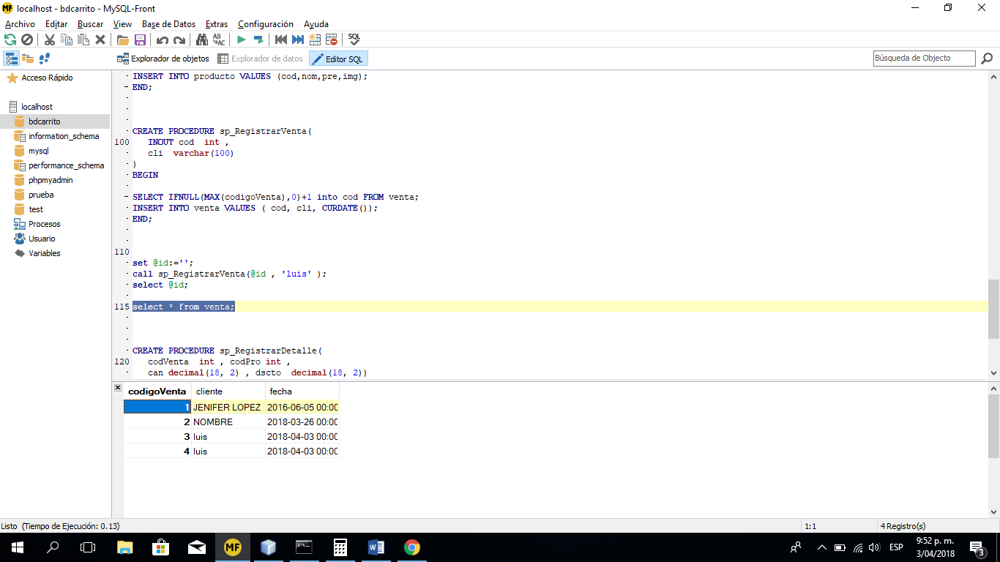 localhost - bdcarrito - MySQL-Front
Archivo Editar Buscar View Base de Datos Extras Configuración Ayuda
AB
AC
SQL
Explorador de objetos Explorador de datos Editor SQL Búsqueda de Objecto
Acceso Rápido
localhost
bdcarrito
information_schema
mysql
performance_schema
phpmyadmin
prueba
test
Procesos
Usuario
Variables
INSERT INTO producto VALUES (cod,nom,pre,img);
END;
CREATE PROCEDURE sp_RegistrarVenta(
100 INOUT cod int ,
cli varchar(100)
)
BEGIN
SELECT IFNULL(MAX(codigoVenta),0)+1 into cod FROM venta;
INSERT INTO venta VALUES ( cod, cli, CURDATE());
END;
110
set @id:='';
call sp_RegistrarVenta(@id , 'luis' );
select @id;
115 select * from venta;
CREATE PROCEDURE sp_RegistrarDetalle(
120 codVenta int , codPro int ,
can decimal(18, 2) , dscto decimal(18, 2))
codigoVenta cliente fecha
1 JENIFER LOPEZ 2016-06-05 00:00
2 NOMBRE 2018-03-26 00:00
3 luis 2018-04-03 00:00
4 luis 2018-04-03 00:00
Listo (Tiempo de Ejecución: 0.13) 1:1 4 Registro(s)
MF
ESP
9:52 p. m.
3/04/2018
3